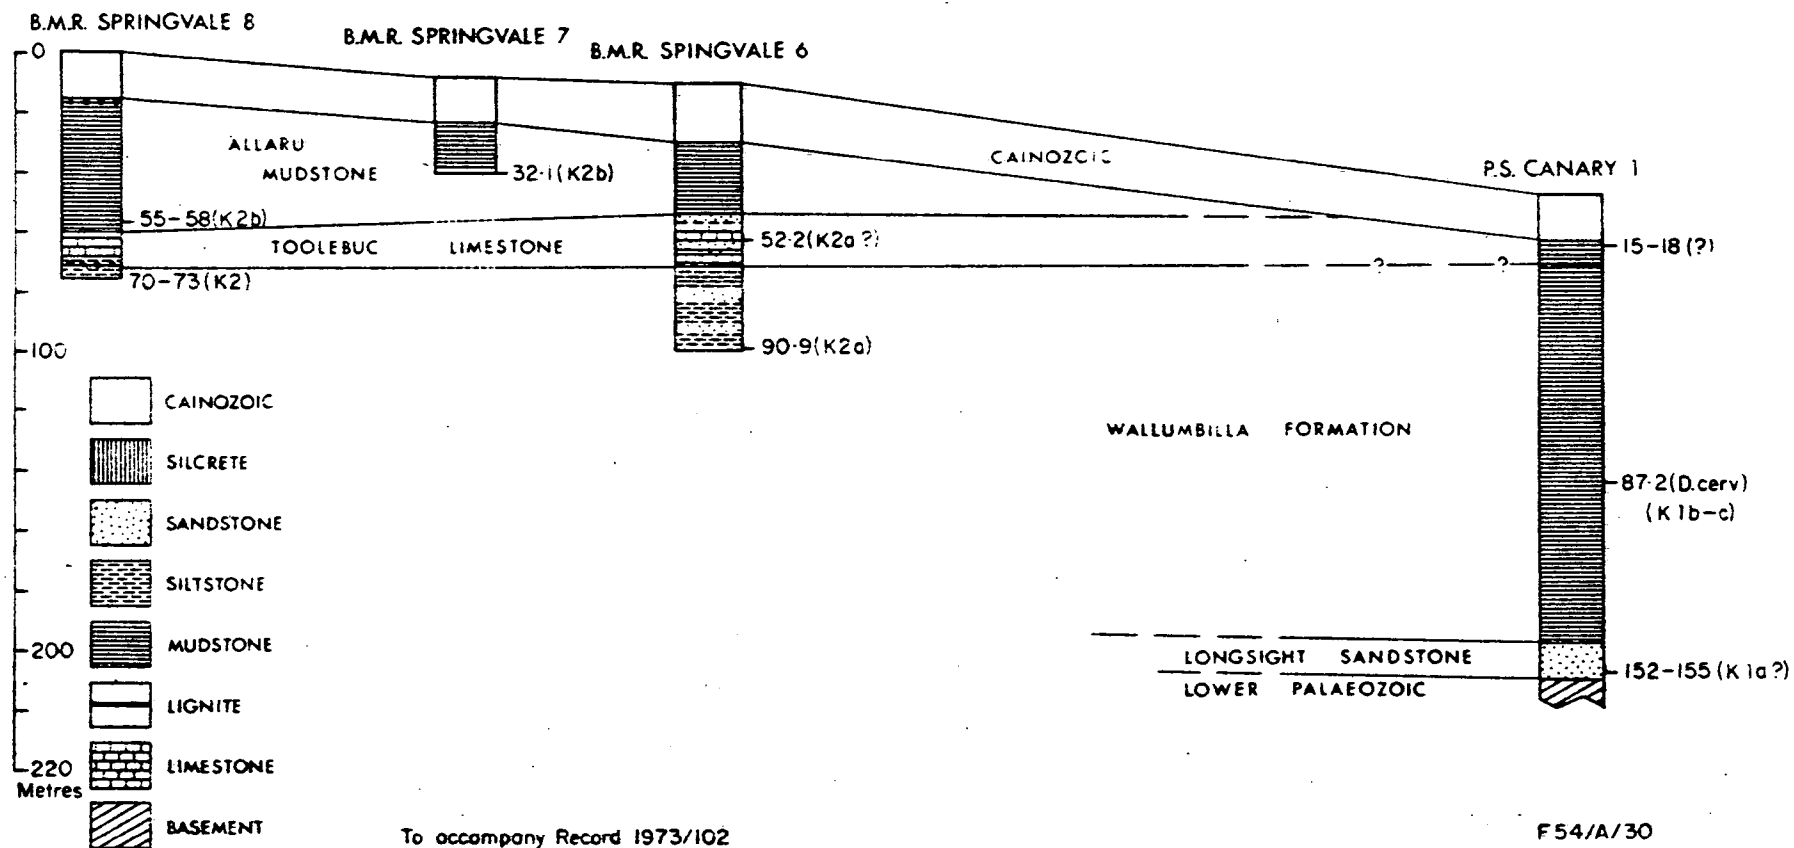 B.M.R. SPRINGVALE 8
B.M.R. SPRINGVALE 7
B.M.R. SPINGVALE 6
P.S. CANARY 1
0
100
200
220
Metres
ALLARU
MUDSTONE
CAINOZOIC
TOOLEBUC LIMESTONE
WALLUMBILLA FORMATION
LONGSIGHT SANDSTONE
LOWER PALAEOZOIC
55-58(K2b)
70-73(K2)
32·1(K2b)
52·2(K2a?)
90·9(K2a)
? ?
15-18(?)
87·2(D.cerv)
(K1b-c)
152-155(K1a?)
CAINOZOIC
SILCRETE
SANDSTONE
SILTSTONE
MUDSTONE
LIGNITE
LIMESTONE
BASEMENT
To accompany Record 1973/102
F54/A/30